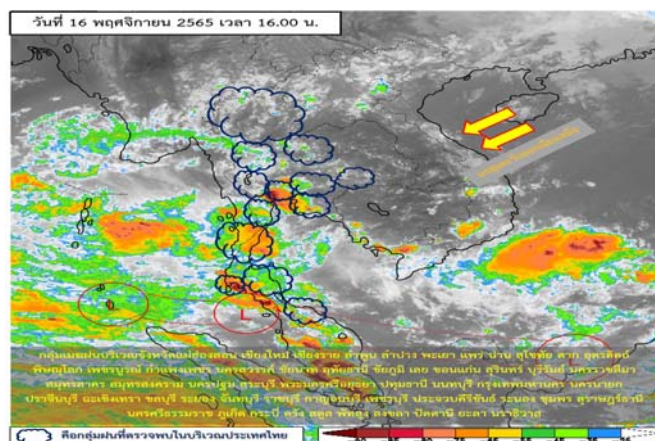 วันที่ 16 พฤศจิกายน 2565 เวลา 16.00 น.
L
กลุ่มเมฆฝนบริเวณจังหวัดแม่ฮ่องสอน เชียงใหม่ เชียงราย ลำพูน ลำปาง พะเยา แพร่ น่าน สุโขทัย ตาก อุตรดิตถ์
พิษณุโลก เพชรบูรณ์ กำแพงเพชร นครสวรรค์ ชัยนาท อุทัยธานี ชัยภูมิ เลย ขอนแก่น สุรินทร์ บุรีรัมย์ นครราชสีมา
สมุทรสาคร สมุทรสงคราม นครปฐม สระบุรี พระนครศรีอยุธยา ปทุมธานี นนทบุรี กรุงเทพมหานคร นครนายก
ปราจีนบุรี ฉะเชิงเทรา ชลบุรี ระยอง จันทบุรี ราชบุรี กาญจนบุรี เพชรบุรี ประจวบคีรีขันธ์ ระนอง ชุมพร สุราษฎร์ธานี
นครศรีธรรมราช ภูเก็ต กระบี่ ตรัง สตูล พัทลุง สงขลา ปัตตานี ยะลา นราธิวาส
คือกลุ่มฝนที่ตรวจพบในบริเวณประเทศไทย